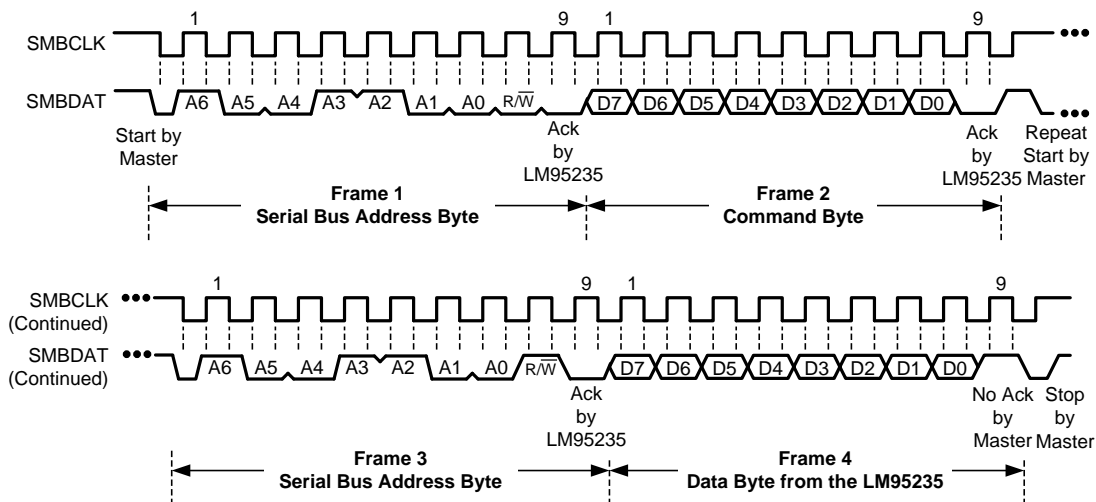 1 9 1 9
SMBCLK
SMBDAT A6 A5 A4 A3 A2 A1 A0 R/W̅ D7 D6 D5 D4 D3 D2 D1 D0
Start by
Master
Ack
by
LM95235
Ack
by
LM95235
Repeat
Start by
Master
Frame 1
Serial Bus Address Byte
Frame 2
Command Byte
1 9 1 9
SMBCLK
(Continued)
SMBDAT
(Continued)
A6 A5 A4 A3 A2 A1 A0 R/W̅ D7 D6 D5 D4 D3 D2 D1 D0
Ack
by
LM95235
No Ack
by
Master
Stop
by
Master
Frame 3
Serial Bus Address Byte
Frame 4
Data Byte from the LM95235